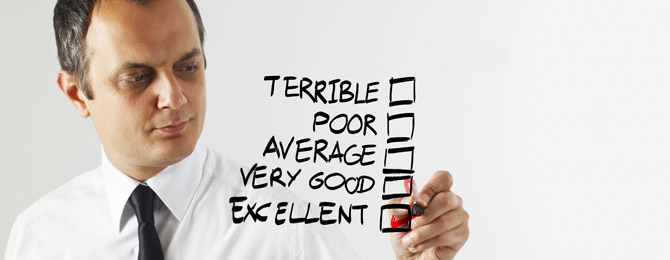 TERRIBLE
POOR
AVERAGE
VERY GOOD
EXCELLENT